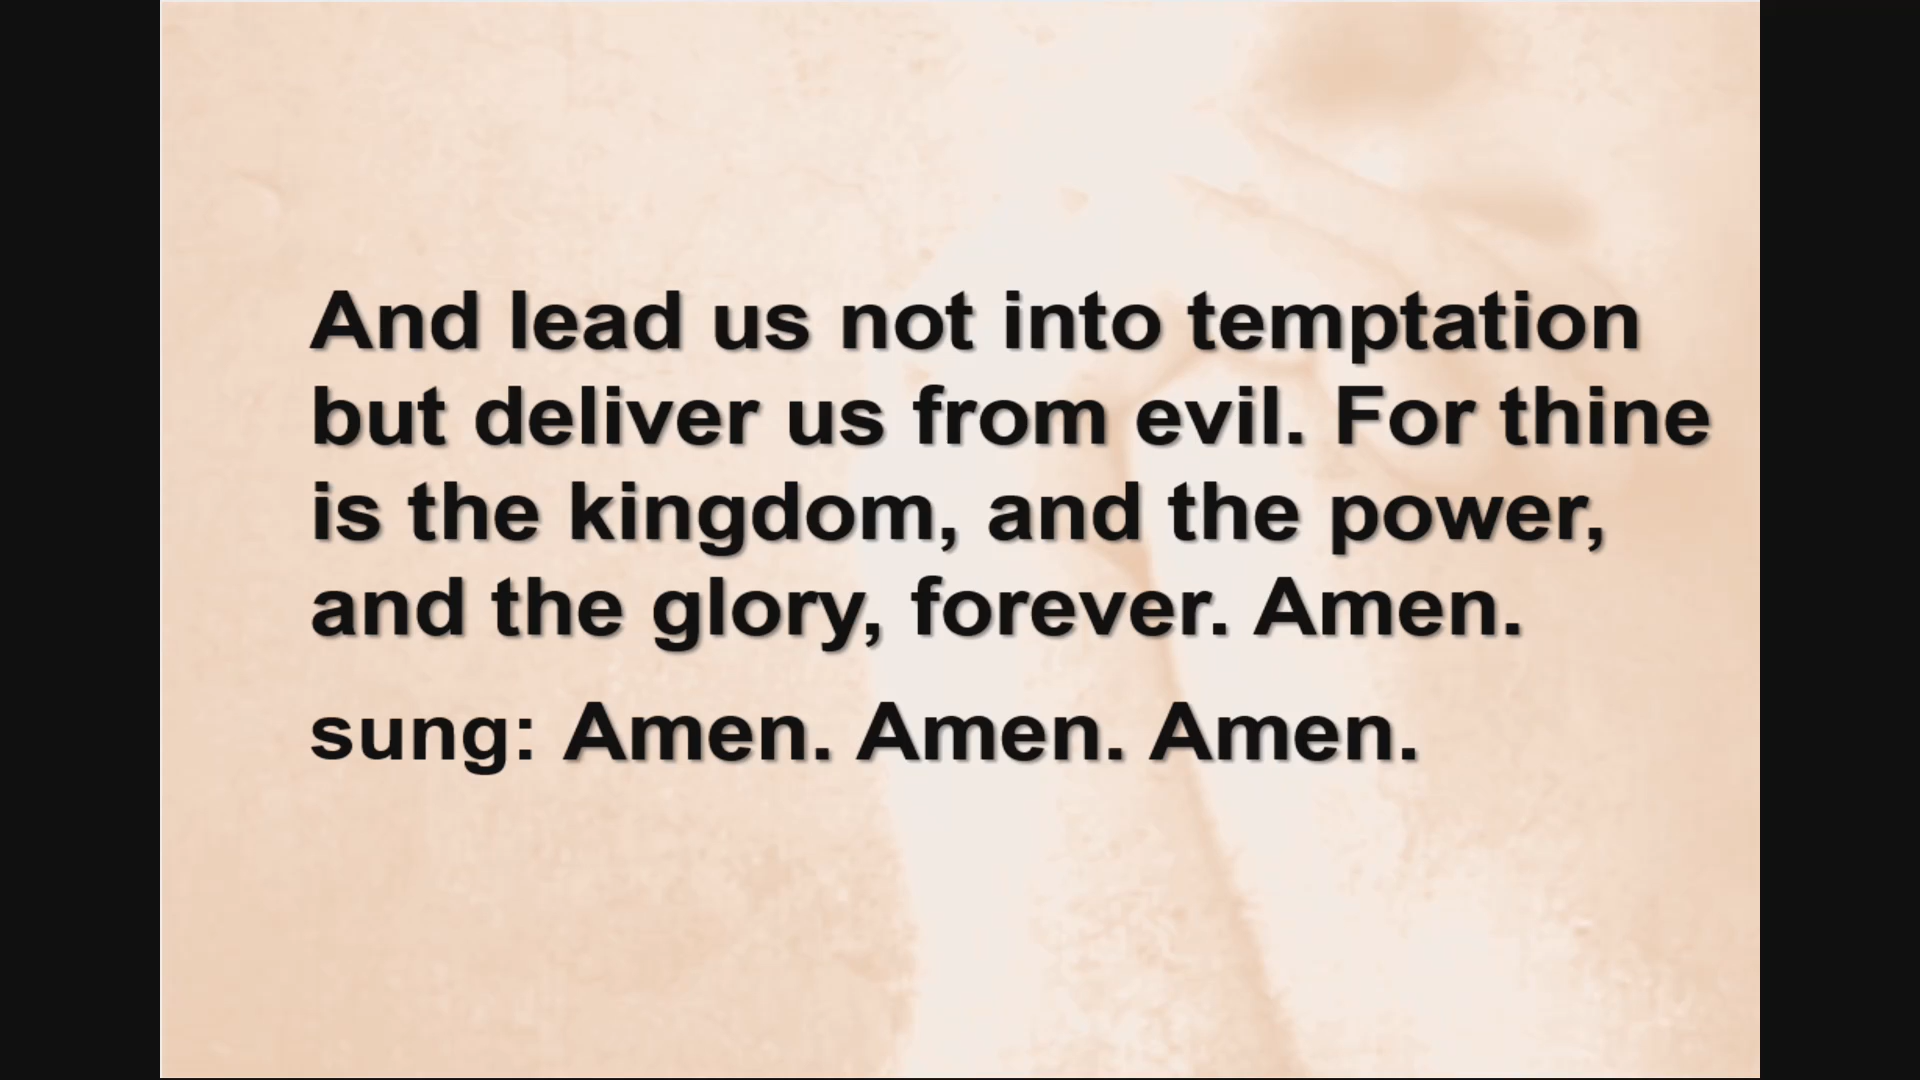 And lead us not into temptation
but deliver us from evil. For thine
is the kingdom, and the power,
and the glory, forever. Amen.
sung: Amen. Amen. Amen.